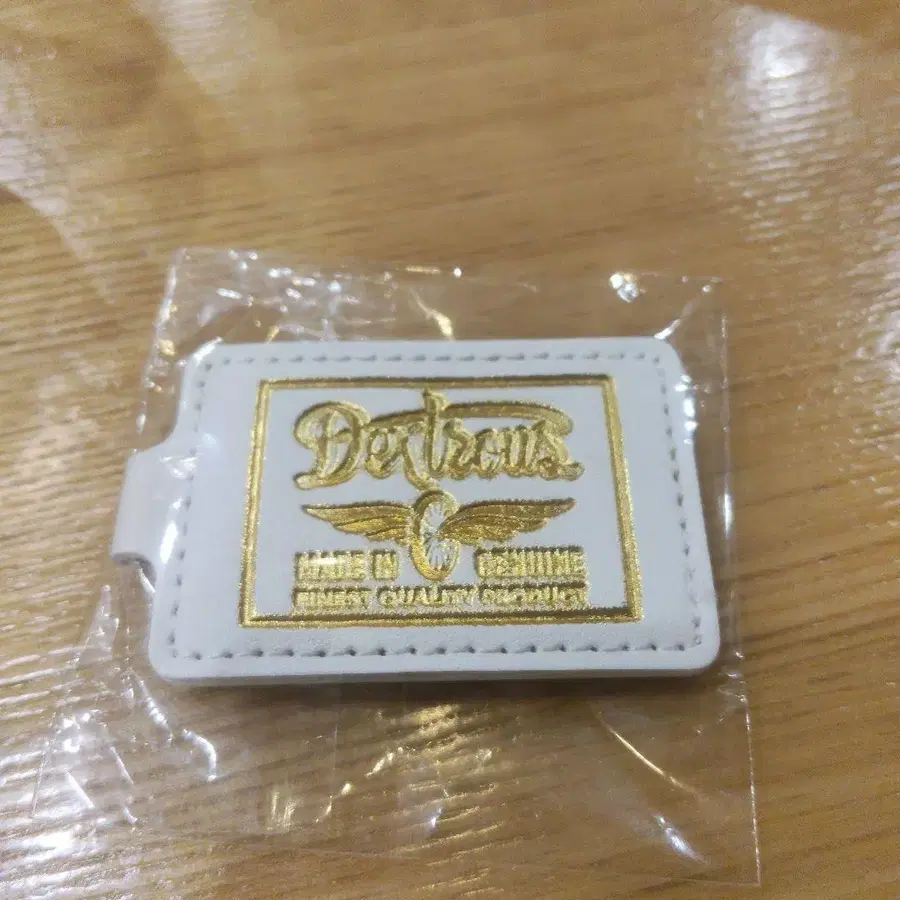 Dextrous
MADE IN GENUINE
FINEST QUALITY PRODUCT